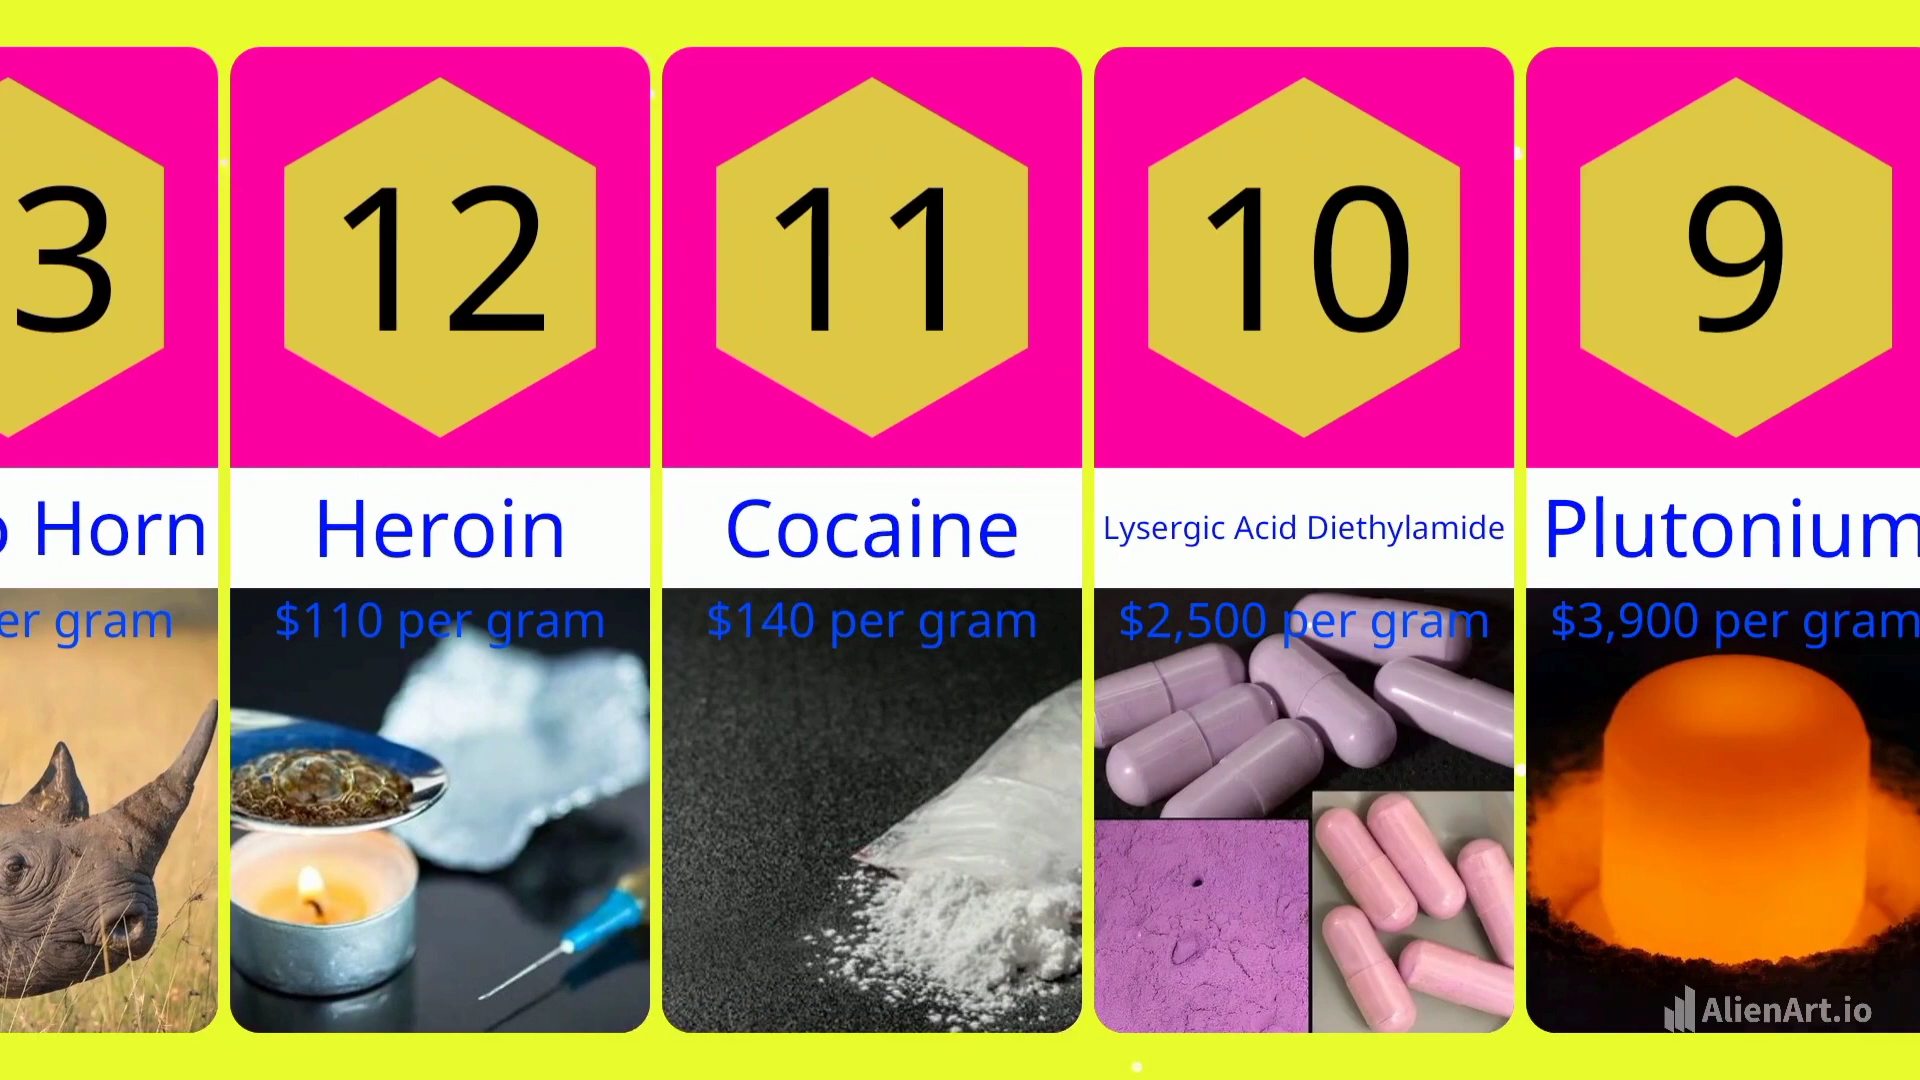 3
o Horn
er gram
12
Heroin
$110 per gram
11
Cocaine
$140 per gram
10
Lysergic Acid Diethylamide
$2,500 per gram
9
Plutonium
$3,900 per gram
AlienArt.io